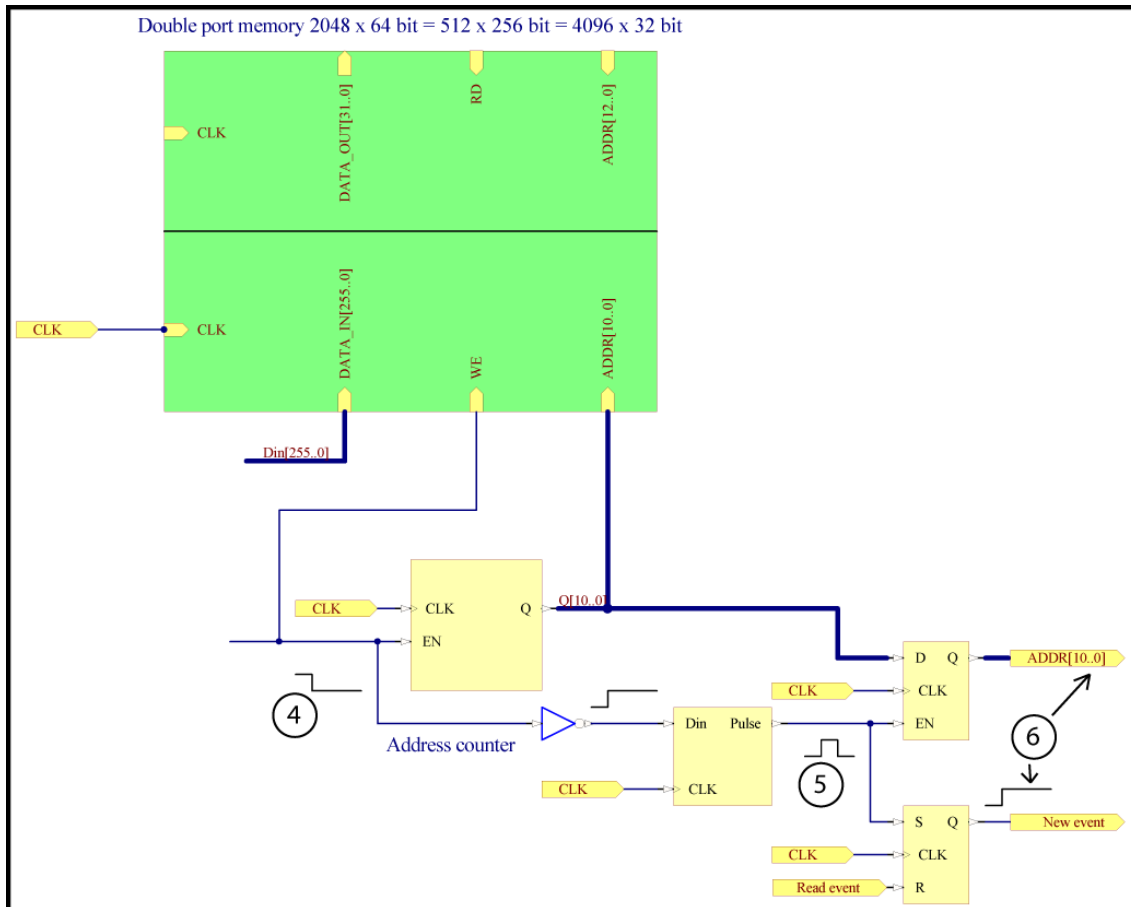 Double port memory 2048 x 64 bit = 512 x 256 bit = 4096 x 32 bit
DATA_OUT[31..0]
RD
ADDR[12..0]
CLK
CLK
CLK
DATA_IN[255..0]
WE
ADDR[10..0]
Din[255..0]
CLK
CLK
Q
Q[10..0]
EN
D
Q
ADDR[10..0]
CLK
CLK
EN
4
Address counter
Din
Pulse
CLK
CLK
5
6
S
Q
New event
CLK
CLK
Read event
R